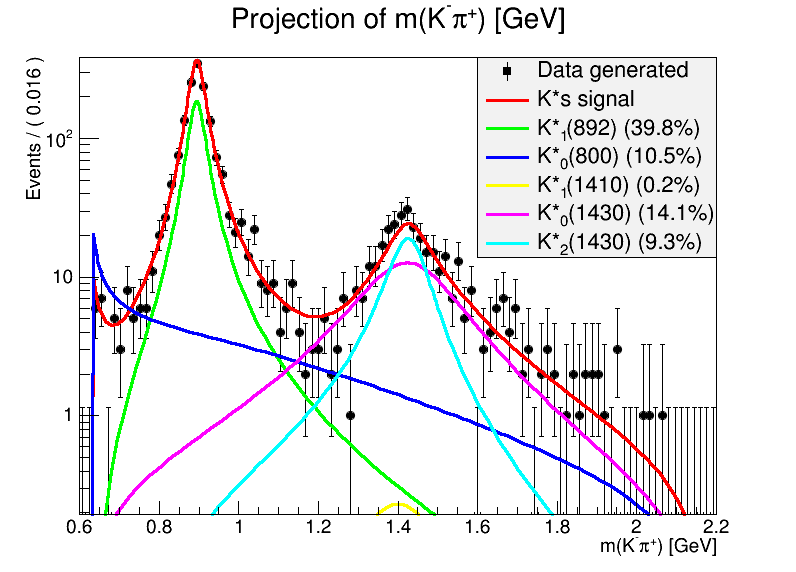 Projection of m(K⁻π⁺) [GeV]
Events / ( 0.016 )
Data generated
K*s signal
K*₁(892) (39.8%)
K*₀(800) (10.5%)
K*₁(1410) (0.2%)
K*₀(1430) (14.1%)
K*₂(1430) (9.3%)
10²
10
1
0.6 0.8 1 1.2 1.4 1.6 1.8 2 2.2
m(K⁻π⁺) [GeV]